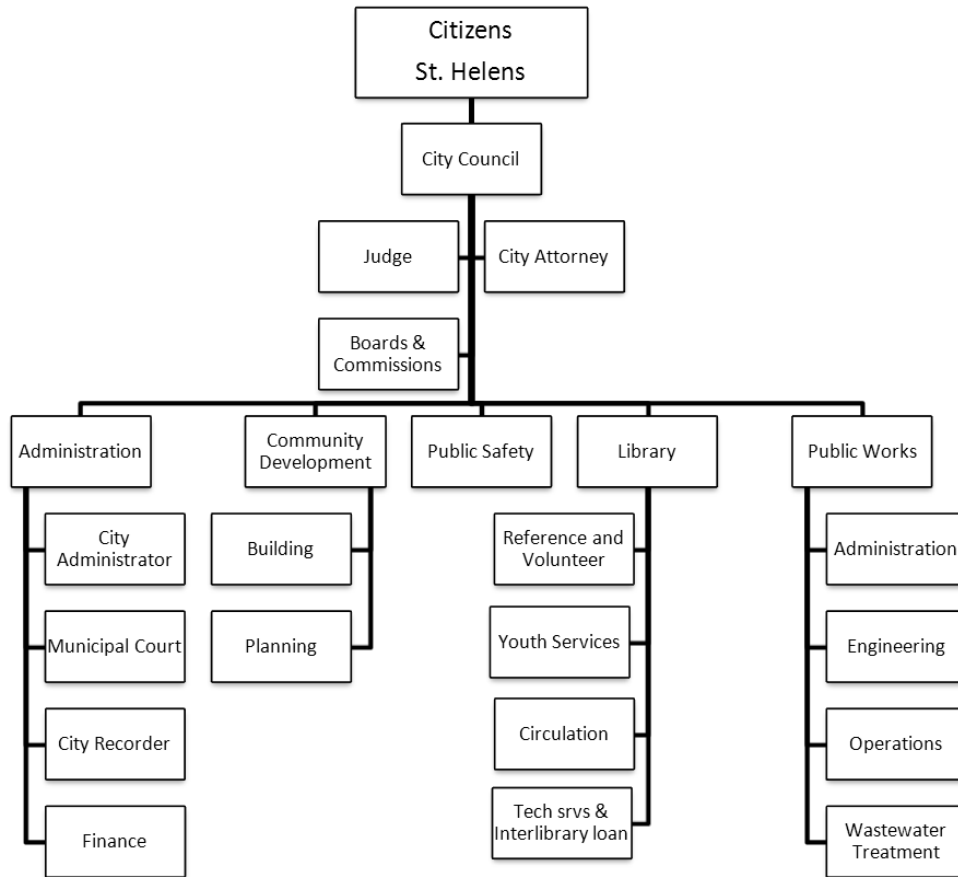 Citizens
St. Helens
City Council
Judge
City Attorney
Boards &
Commissions
Administration
Community
Development
Public Safety
Library
Public Works
City
Administrator
Municipal Court
City Recorder
Finance
Building
Planning
Reference and
Volunteer
Youth Services
Circulation
Tech srvs &
Interlibrary loan
Administration
Engineering
Operations
Wastewater
Treatment